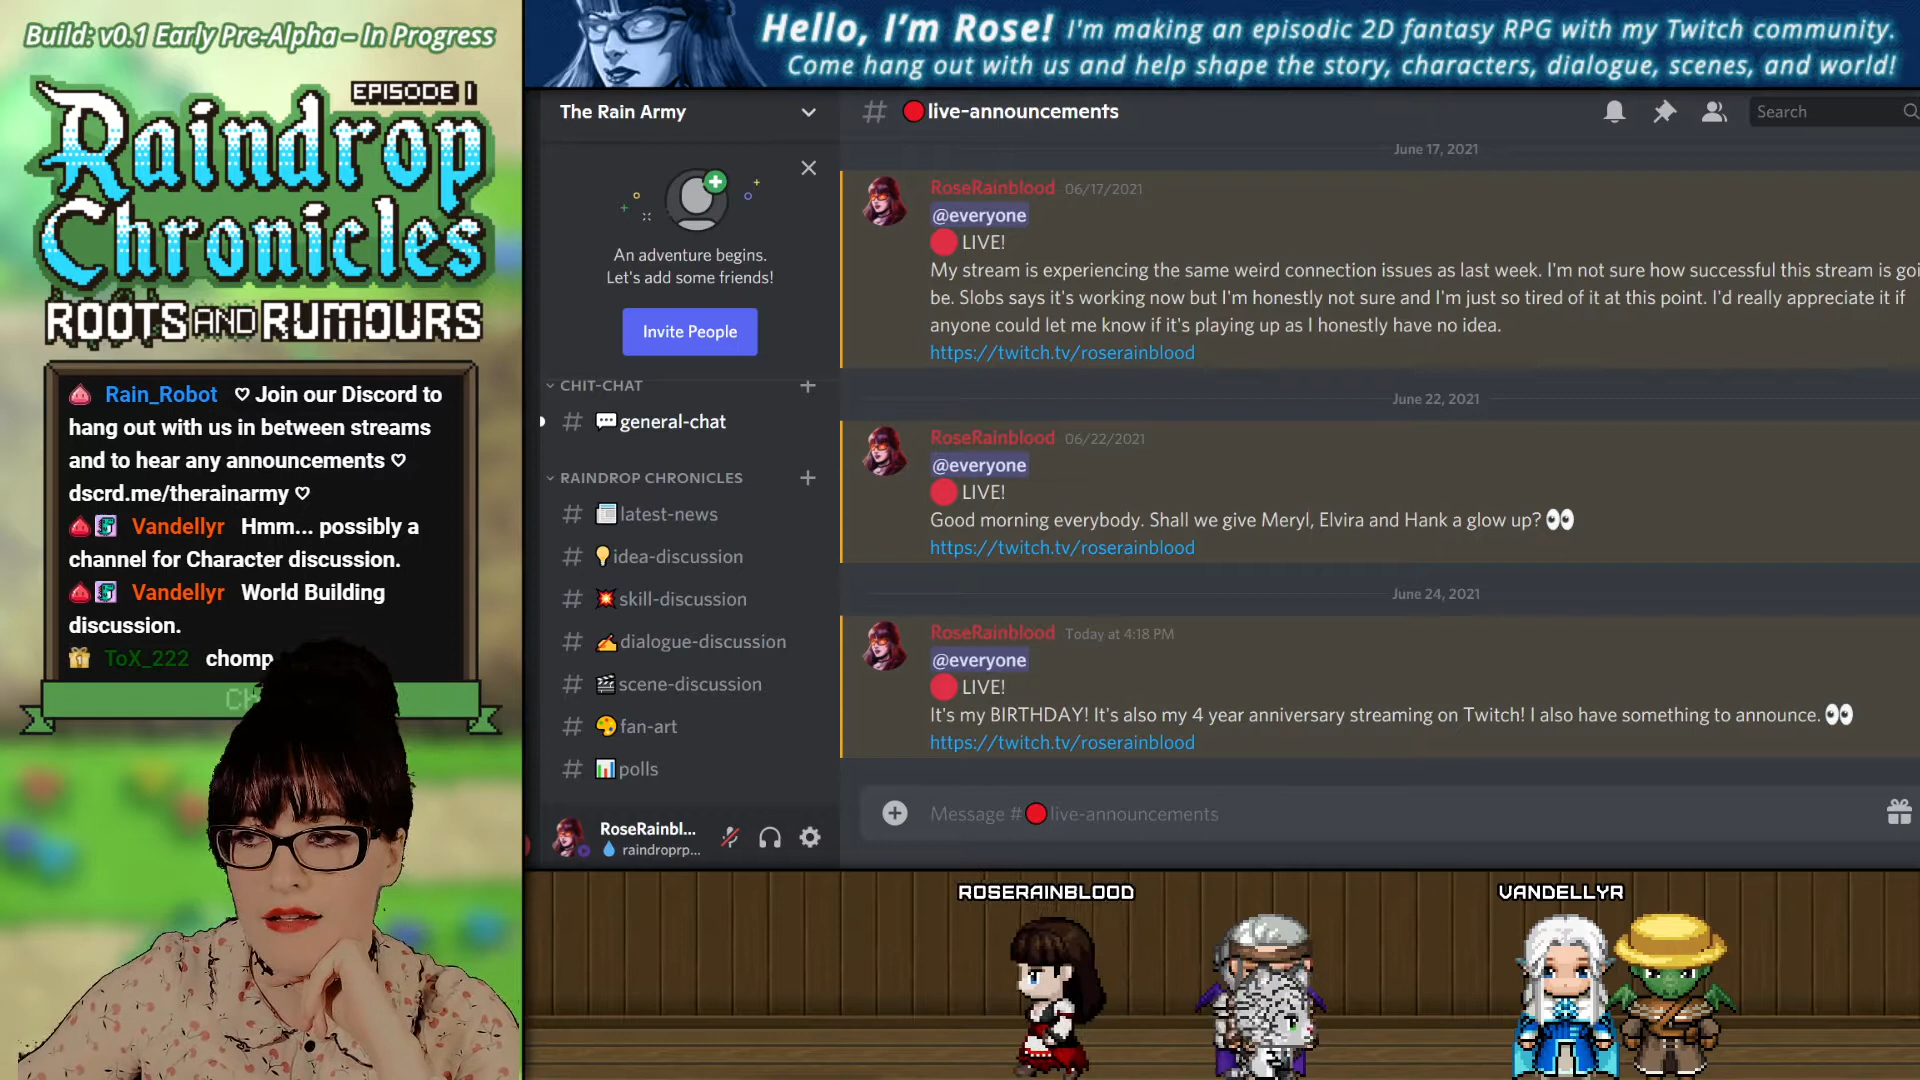 Build: v0.1 Early Pre-Alpha – In Progress
EPISODE I
Raindrop
Chronicles
ROOTS AND RUMOURS
Rain_Robot ♡ Join our Discord to
hang out with us in between streams
and to hear any announcements ♡
dscrd.me/therainarmy ♡
Vandellyr Hmm... possibly a
channel for Character discussion.
Vandellyr World Building
discussion.
ToX_222 chomp
Hello, I'm Rose! I'm making an episodic 2D fantasy RPG with my Twitch community.
Come hang out with us and help shape the story, characters, dialogue, scenes, and world!
The Rain Army
An adventure begins.
Let's add some friends!
Invite People
CHIT-CHAT
# 💬general-chat
RAINDROP CHRONICLES
# 📰latest-news
# 💡idea-discussion
# 💥skill-discussion
# ✍dialogue-discussion
# 🎬scene-discussion
# 🎨fan-art
# 📊polls
RoseRainbl...
💧 raindroprp...
# 🔴live-announcements
Search
June 17, 2021
RoseRainblood 06/17/2021
@everyone
🔴 LIVE!
My stream is experiencing the same weird connection issues as last week. I'm not sure how successful this stream is goi
be. Slobs says it's working now but I'm honestly not sure and I'm just so tired of it at this point. I'd really appreciate it if
anyone could let me know if it's playing up as I honestly have no idea.
https://twitch.tv/roserainblood
June 22, 2021
RoseRainblood 06/22/2021
@everyone
🔴 LIVE!
Good morning everybody. Shall we give Meryl, Elvira and Hank a glow up? 👀
https://twitch.tv/roserainblood
June 24, 2021
RoseRainblood Today at 4:18 PM
@everyone
🔴 LIVE!
It's my BIRTHDAY! It's also my 4 year anniversary streaming on Twitch! I also have something to announce. 👀
https://twitch.tv/roserainblood
Message #🔴live-announcements
ROSERAINBLOOD
VANDELLYR